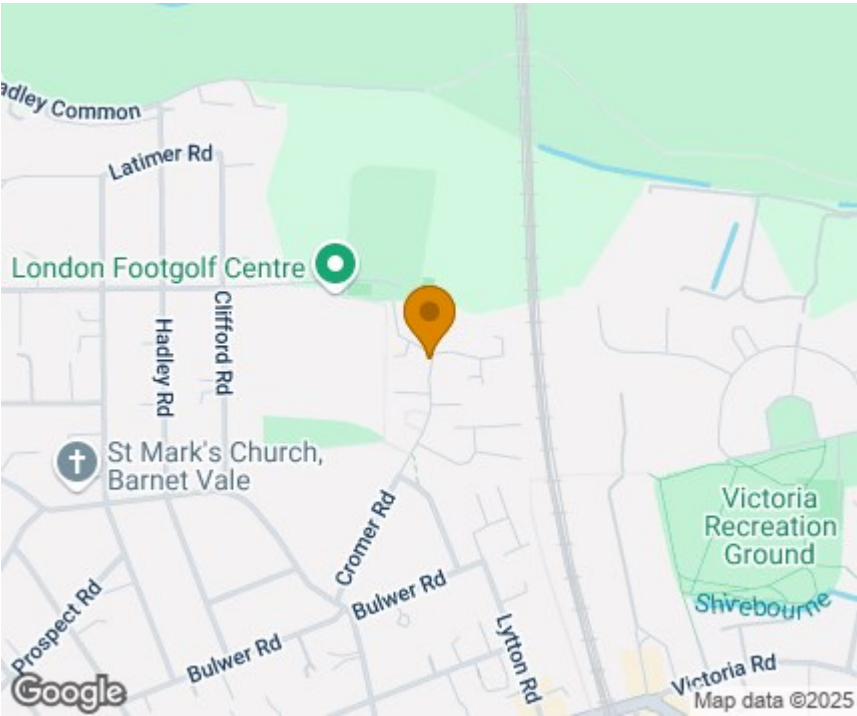 adley Common
Latimer Rd
London Footgolf Centre
Clifford Rd
Hadley Rd
St Mark's Church,
Barnet Vale
Victoria
Recreation
Ground
Cromer Rd
Bulwer Rd
Shirebourne
Prospect Rd
Bulwer Rd
Lytton Rd
Victoria Rd
Google
Map data ©2025